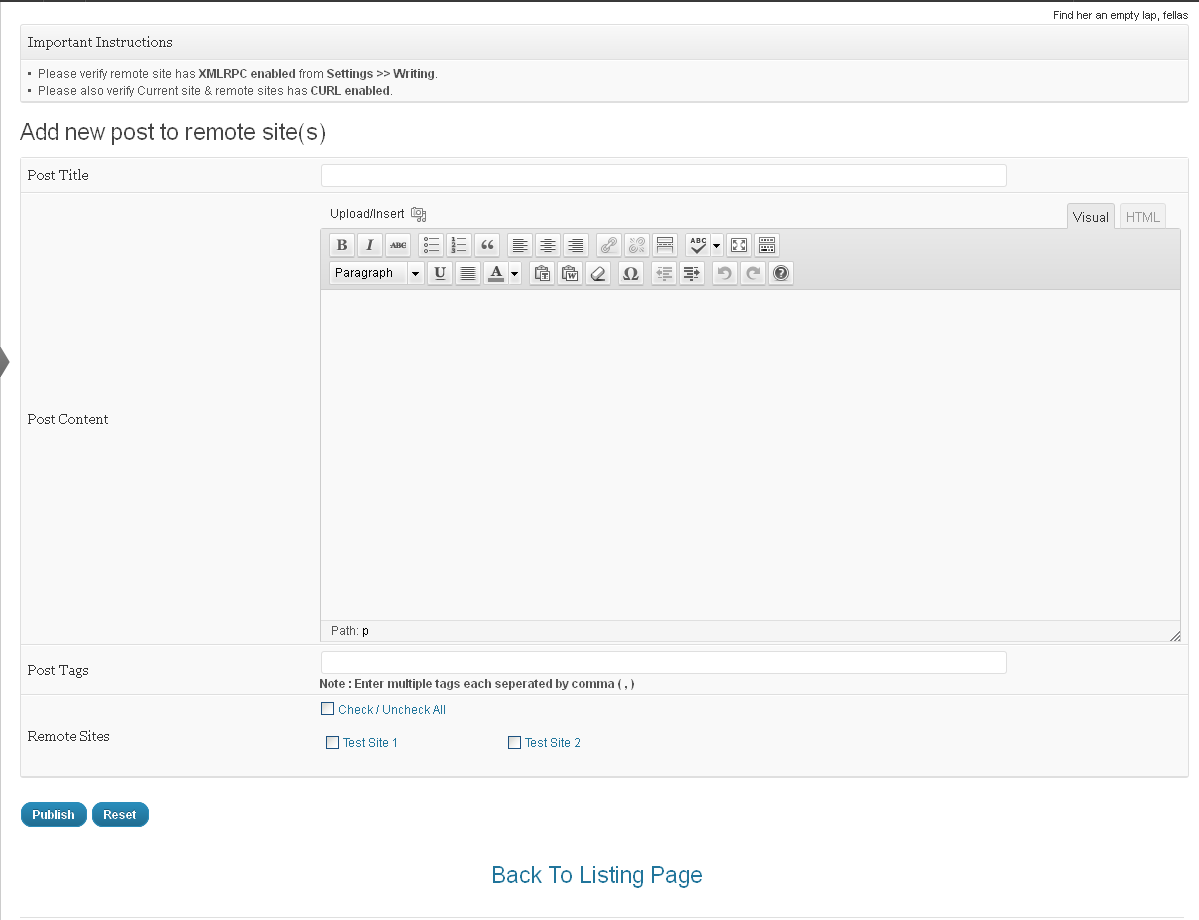 Find her an empty lap, fellas
Important Instructions
• Please verify remote site has XMLRPC enabled from Settings >> Writing.
• Please also verify Current site & remote sites has CURL enabled.
Add new post to remote site(s)
Post Title
Upload/Insert
Visual HTML
B I ABC ABC
Paragraph U A T W Ω ?
Post Content
Path: p
Post Tags
Note : Enter multiple tags each seperated by comma ( , )
Check / Uncheck All
Remote Sites
Test Site 1 Test Site 2
Publish Reset
Back To Listing Page